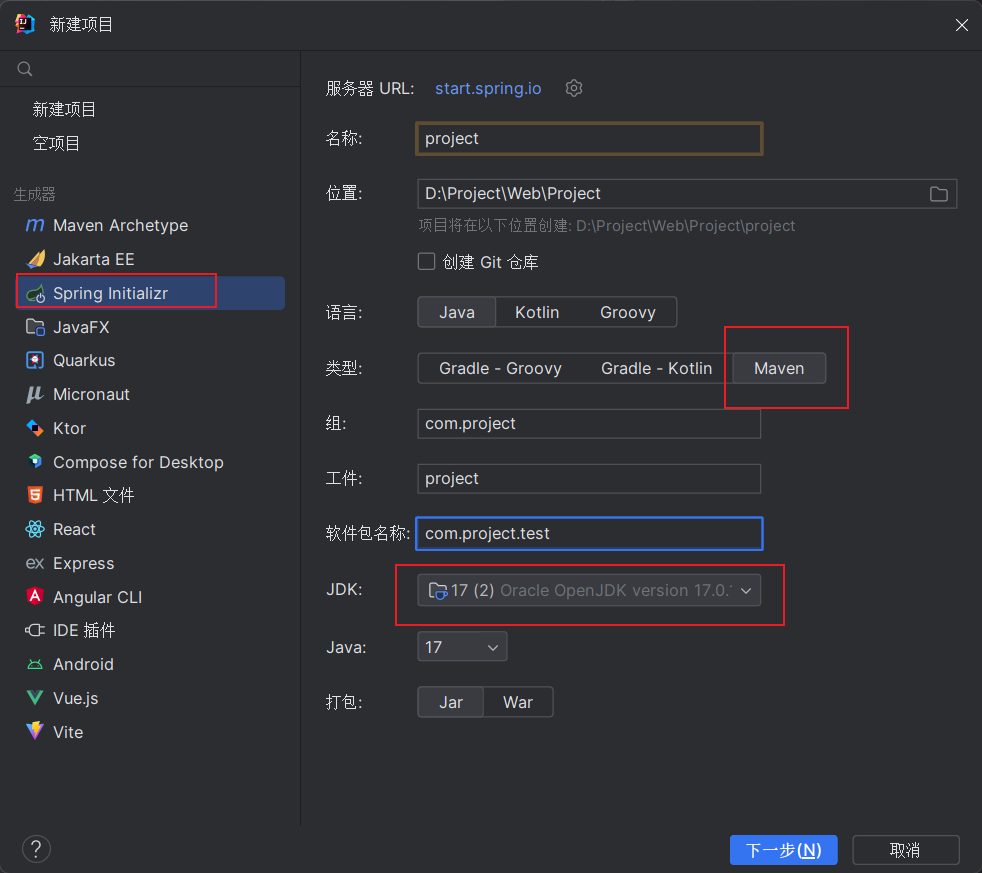 新建项目
新建项目
空项目
生成器
Maven Archetype
Jakarta EE
Spring Initializr
JavaFX
Quarkus
Micronaut
Ktor
Compose for Desktop
HTML 文件
React
Express
Angular CLI
IDE 插件
Android
Vue.js
Vite
服务器 URL: start.spring.io
名称: project
位置: D:\Project\Web\Project
项目将在以下位置创建: D:\Project\Web\Project\project
创建 Git 仓库
语言: Java Kotlin Groovy
类型: Gradle - Groovy Gradle - Kotlin Maven
组: com.project
工件: project
软件包名称: com.project.test
JDK: 17 (2) Oracle OpenJDK version 17.0.
Java: 17
打包: Jar War
? 下一步(N) 取消